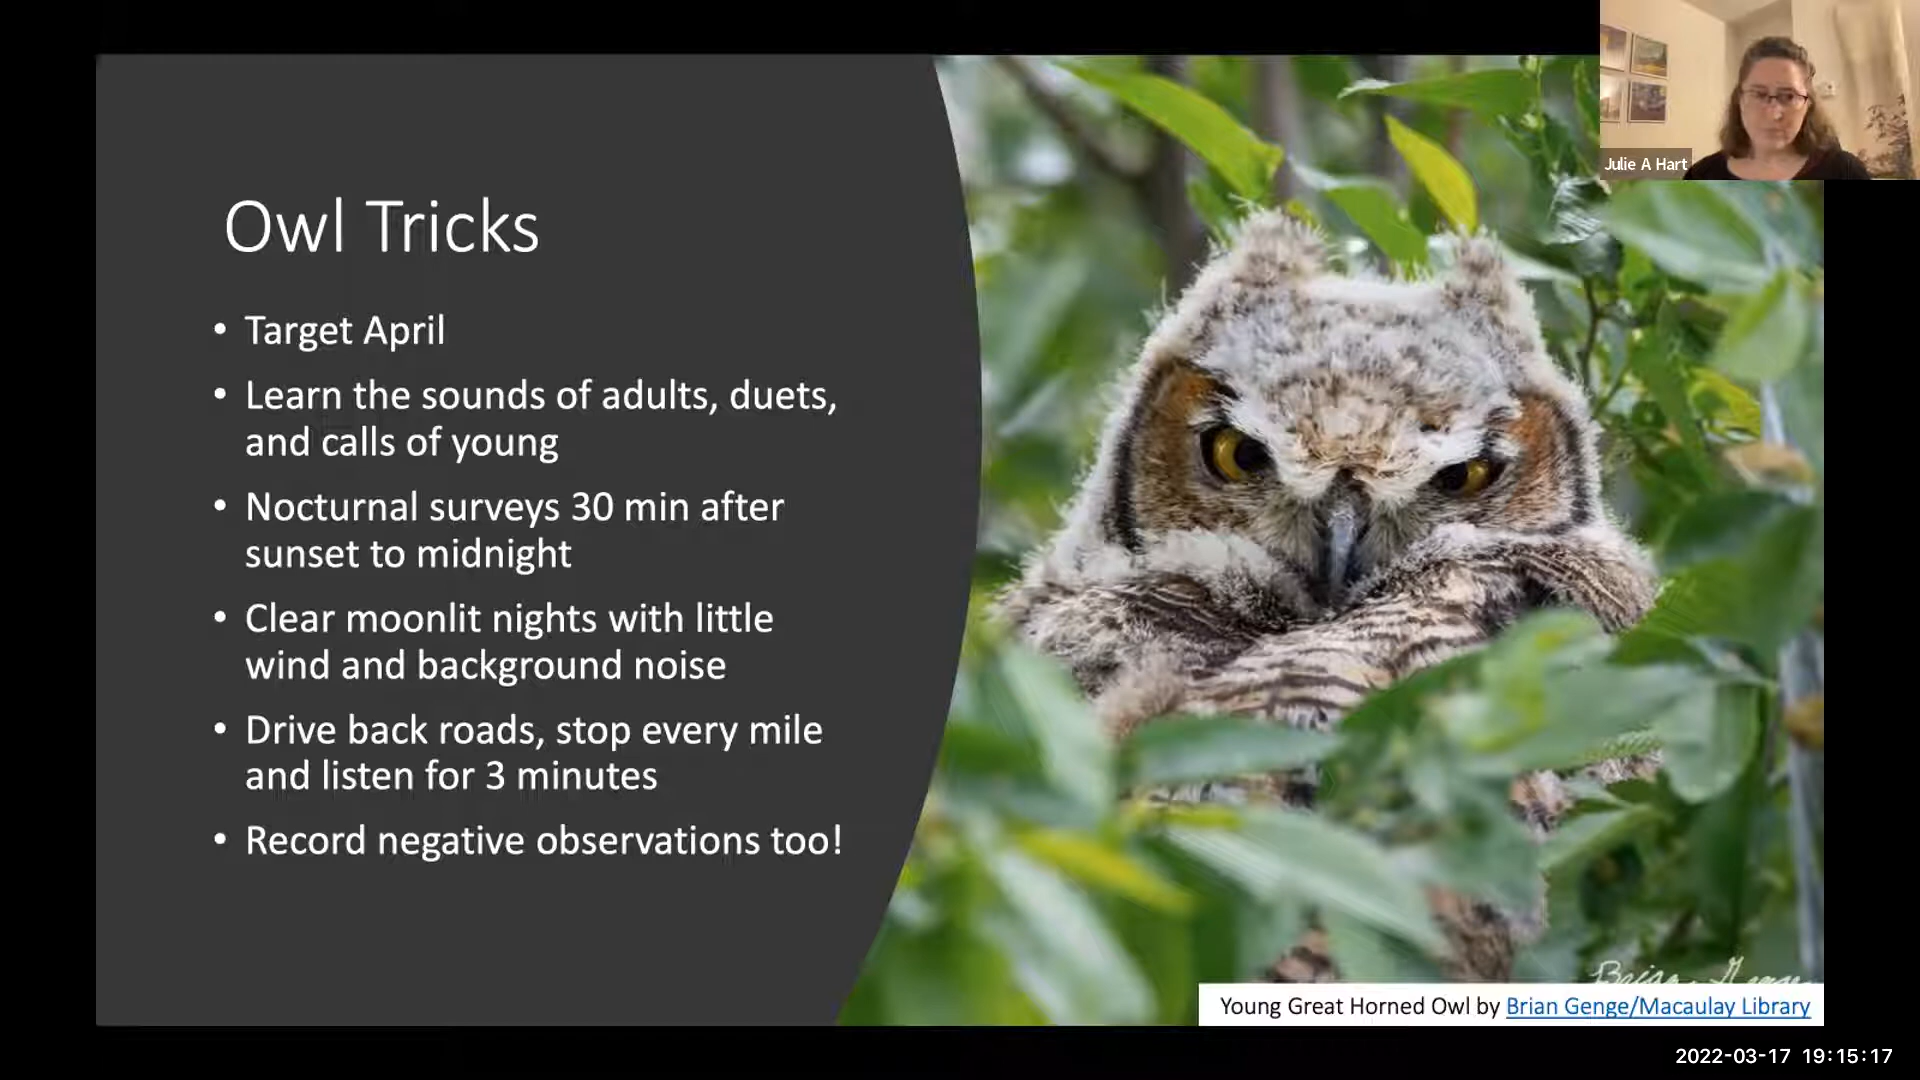 Julie A Hart
Owl Tricks
• Target April
• Learn the sounds of adults, duets,
and calls of young
• Nocturnal surveys 30 min after
sunset to midnight
• Clear moonlit nights with little
wind and background noise
• Drive back roads, stop every mile
and listen for 3 minutes
• Record negative observations too!
Brian Genge
Young Great Horned Owl by Brian Genge/Macaulay Library
2022-03-17 19:15:17